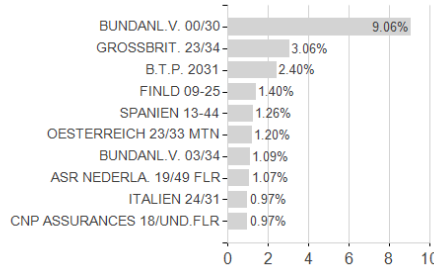 BUNDANL.V. 00/30 9.06%
GROSSBRIT. 23/34 3.06%
B.T.P. 2031 2.40%
FINLD 09-25 1.40%
SPANIEN 13-44 1.26%
OESTERREICH 23/33 MTN 1.20%
BUNDANL.V. 03/34 1.09%
ASR NEDERLA. 19/49 FLR 1.07%
ITALIEN 24/31 0.97%
CNP ASSURANCES 18/UND.FLR 0.97%
0 2 4 6 8 10